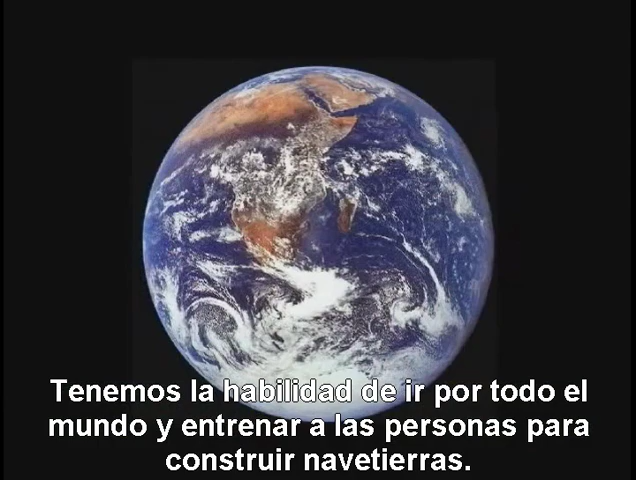 Tenemos la habilidad de ir por todo el
mundo y entrenar a las personas para
construir navetierras.